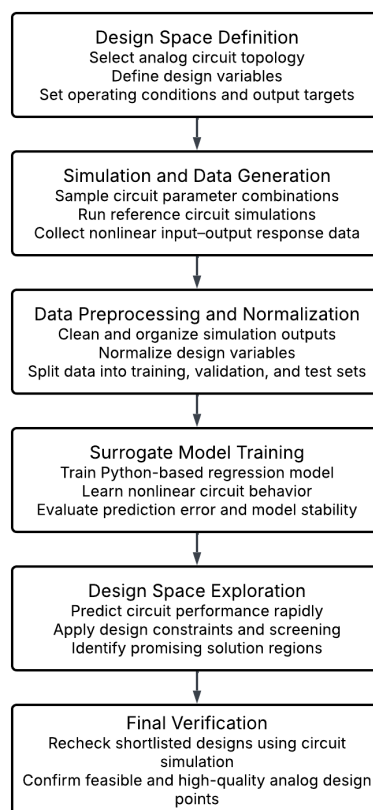 Design Space Definition
Select analog circuit topology
Define design variables
Set operating conditions and output targets
Simulation and Data Generation
Sample circuit parameter combinations
Run reference circuit simulations
Collect nonlinear input–output response data
Data Preprocessing and Normalization
Clean and organize simulation outputs
Normalize design variables
Split data into training, validation, and test sets
Surrogate Model Training
Train Python-based regression model
Learn nonlinear circuit behavior
Evaluate prediction error and model stability
Design Space Exploration
Predict circuit performance rapidly
Apply design constraints and screening
Identify promising solution regions
Final Verification
Recheck shortlisted designs using circuit
simulation
Confirm feasible and high-quality analog design
points